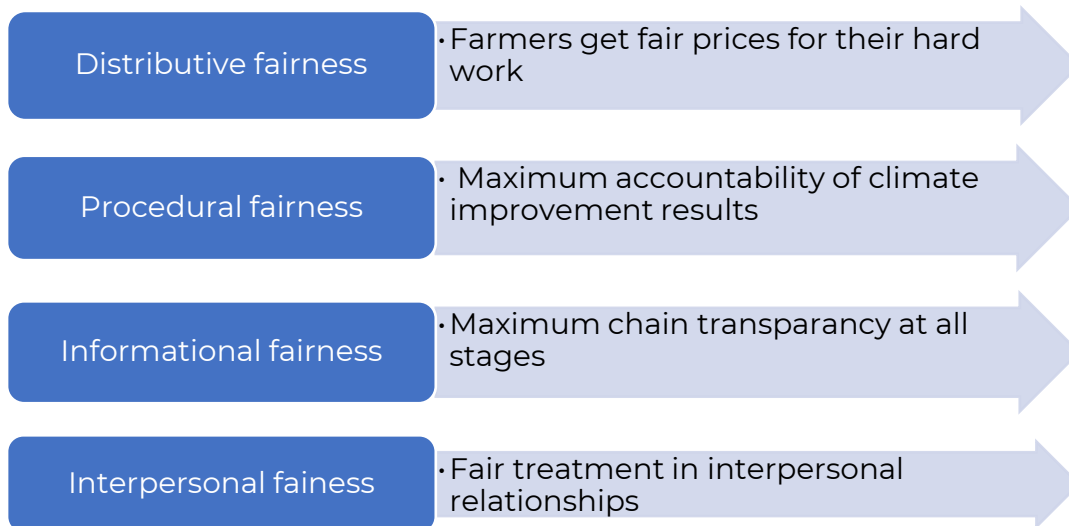 Distributive fairness
•Farmers get fair prices for their hard
work
Procedural fairness
• Maximum accountability of climate
improvement results
Informational fairness
•Maximum chain transparancy at all
stages
Interpersonal fainess
•Fair treatment in interpersonal
relationships